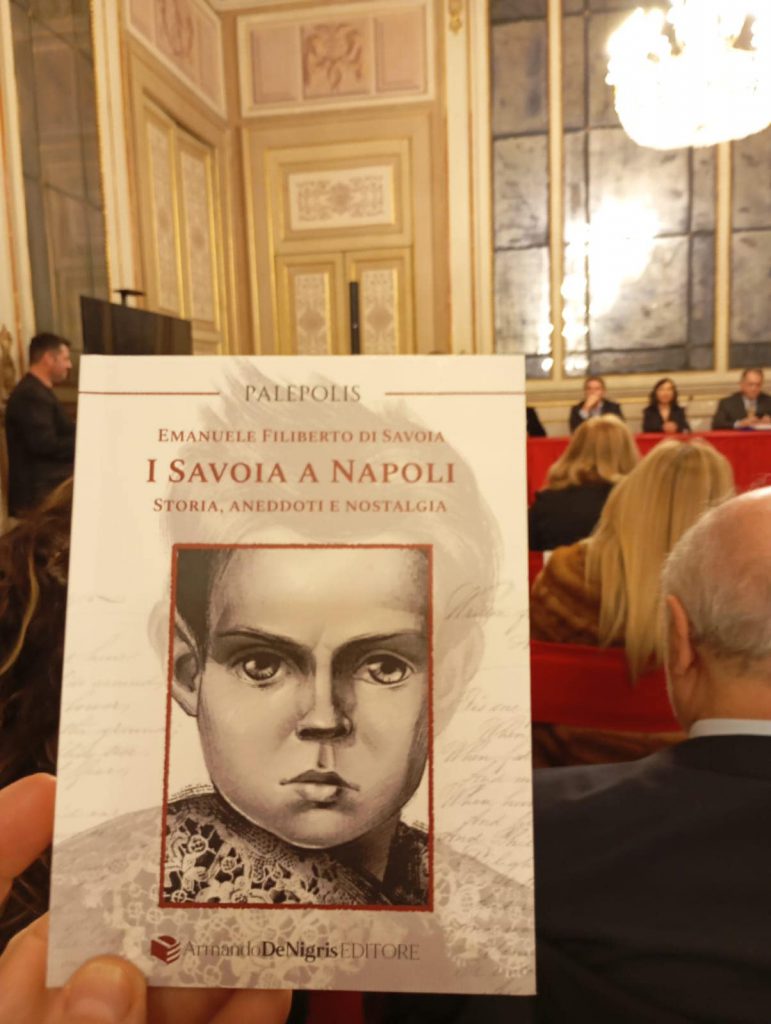 PALEPOLIS
EMANUELE FILIBERTO DI SAVOIA
I SAVOIA A NAPOLI
STORIA, ANEDDOTI E NOSTALGIA
ArmandoDeNigrisEDITORE